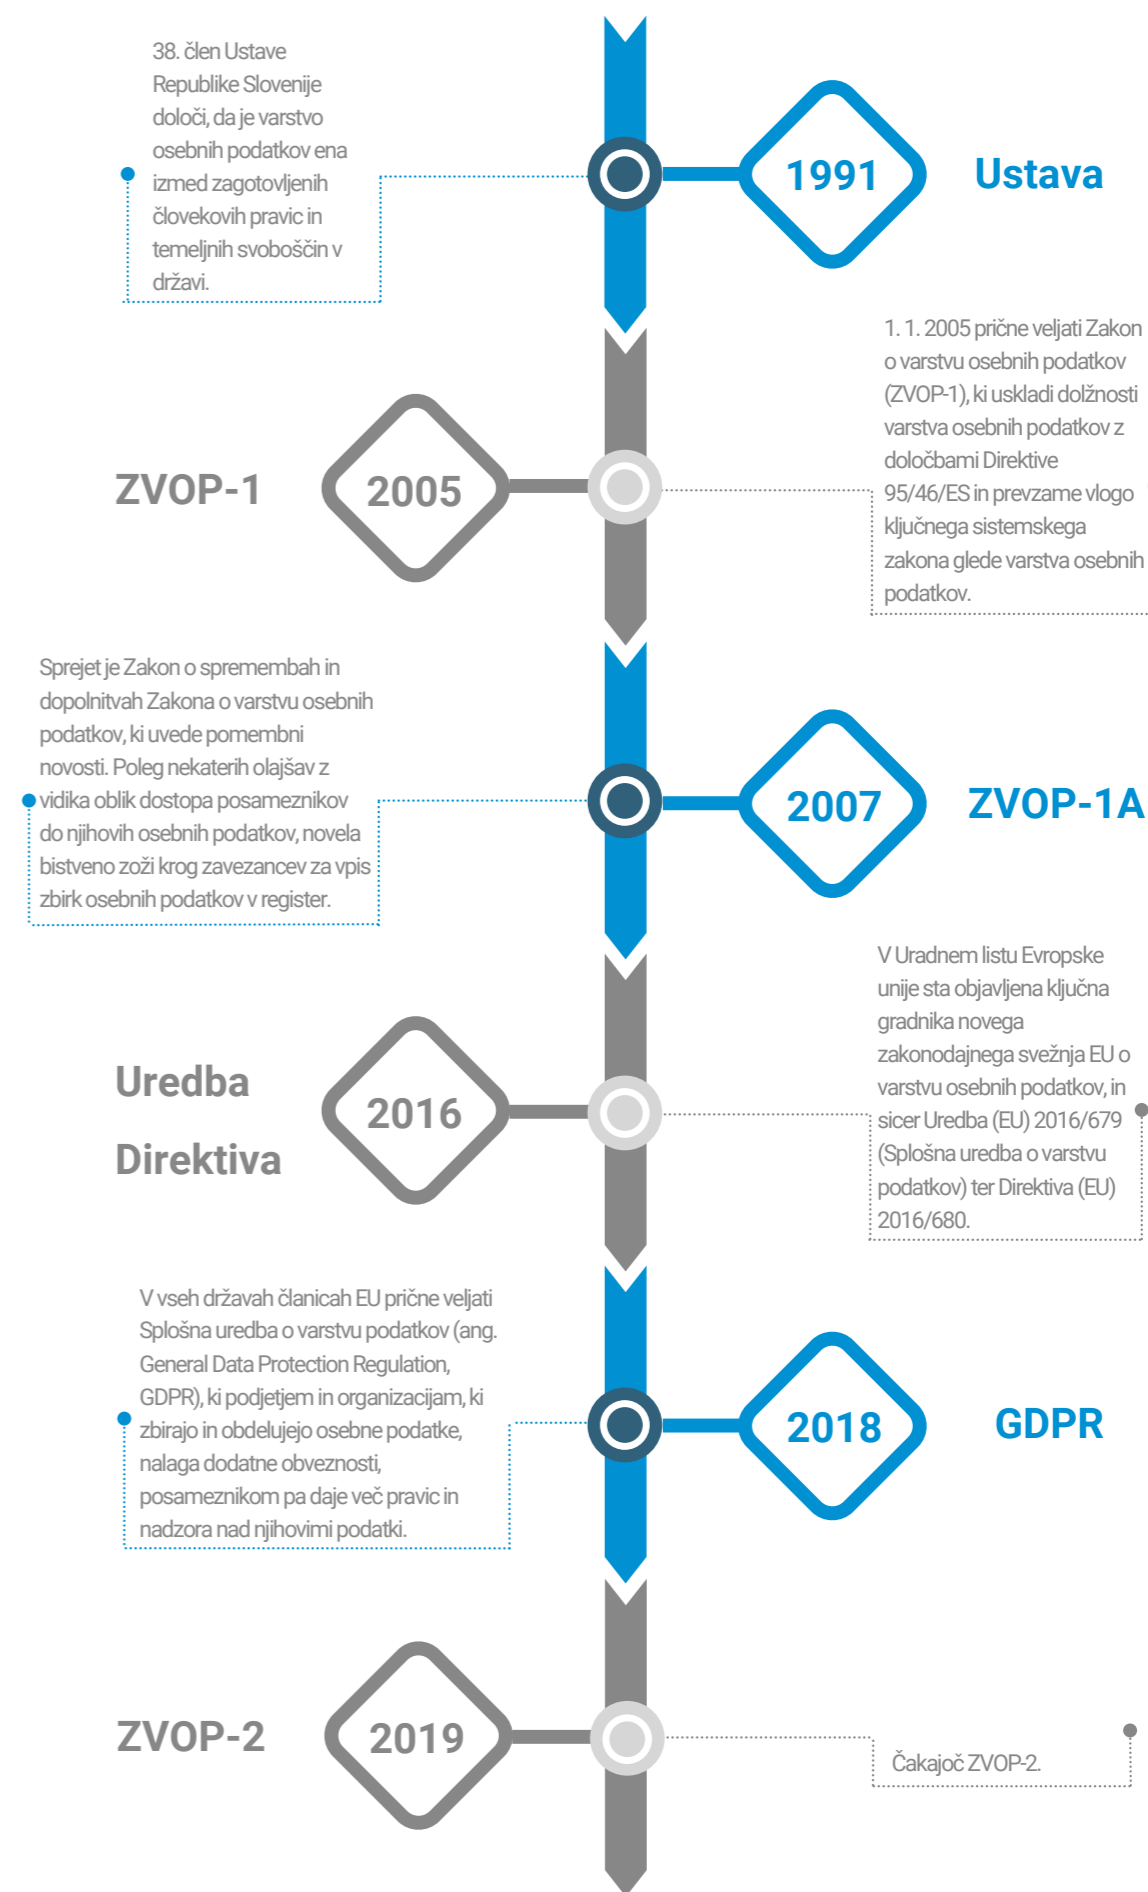 38. člen Ustave
Republike Slovenije
določi, da je varstvo
osebnih podatkov ena
izmed zagotovljenih
človekovih pravic in
temeljnih svoboščin v
državi.
1991
Ustava
ZVOP-1
2005
1. 1. 2005 prične veljati Zakon
o varstvu osebnih podatkov
(ZVOP-1), ki uskladi dolžnosti
varstva osebnih podatkov z
določbami Direktive
95/46/ES in prevzame vlogo
ključnega sistemskega
zakona glede varstva osebnih
podatkov.
Sprejet je Zakon o spremembah in
dopolnitvah Zakona o varstvu osebnih
podatkov, ki uvede pomembni
novosti. Poleg nekaterih olajšav z
vidika oblik dostopa posameznikov
do njihovih osebnih podatkov, novela
bistveno zoži krog zavezancev za vpis
zbirk osebnih podatkov v register.
2007
ZVOP-1A
Uredba
Direktiva
2016
V Uradnem listu Evropske
unije sta objavljena ključna
gradnika novega
zakonodajnega svežnja EU o
varstvu osebnih podatkov, in
sicer Uredba (EU) 2016/679
(Splošna uredba o varstvu
podatkov) ter Direktiva (EU)
2016/680.
V vseh državah članicah EU prične veljati
Splošna uredba o varstvu podatkov (ang.
General Data Protection Regulation,
GDPR), ki podjetjem in organizacijam, ki
zbirajo in obdelujejo osebne podatke,
nalaga dodatne obveznosti,
posameznikom pa daje več pravic in
nadzora nad njihovimi podatki.
2018
GDPR
ZVOP-2
2019
Čakajoč ZVOP-2.